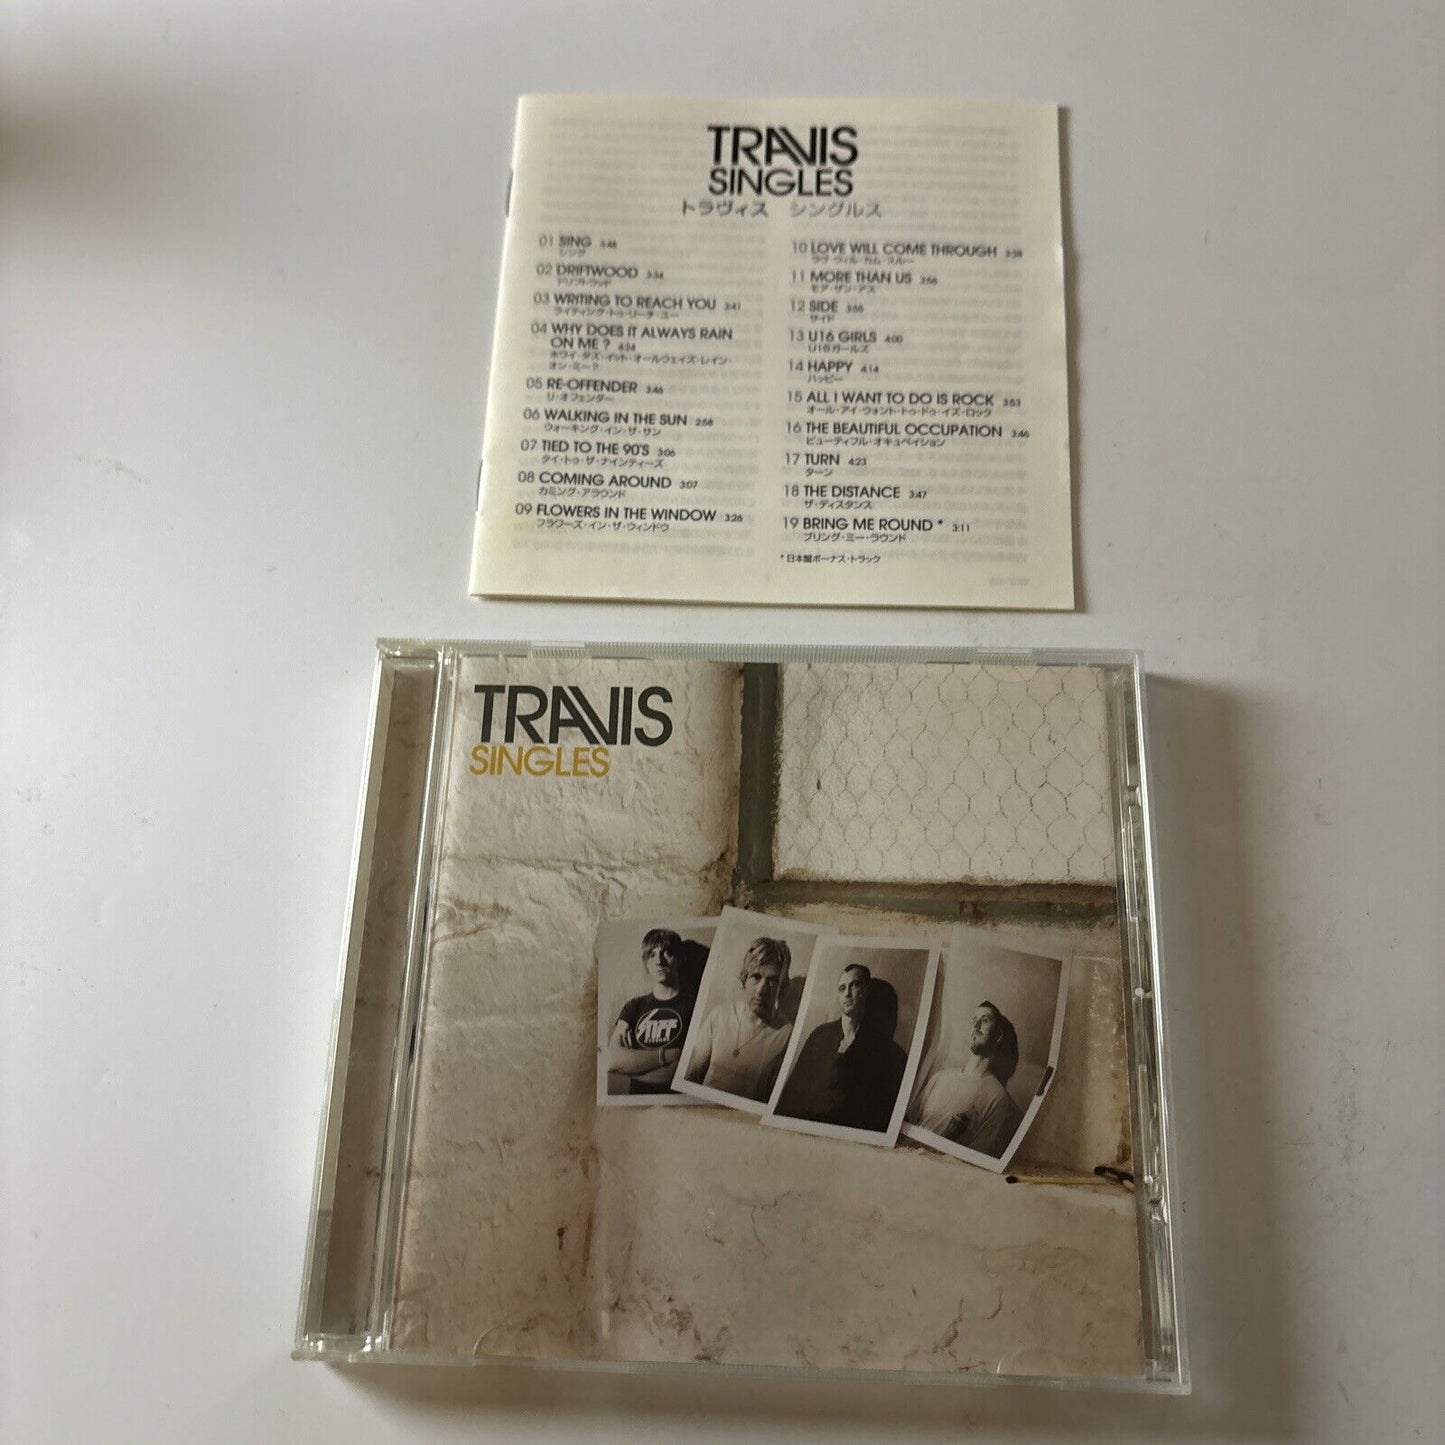 TRAVIS
SINGLES
トラヴィス シングルス
01 SING 3:48
シング
02 DRIFTWOOD 3:34
ドリフトウッド
03 WRITING TO REACH YOU 3:41
ライティング・トゥ・リーチ・ユー
04 WHY DOES IT ALWAYS RAIN
ON ME? 4:24
ホワイ・ダズ・イット・オールウェイズ・レイン・
オン・ミー?
05 RE-OFFENDER 3:46
リ・オフェンダー
06 WALKING IN THE SUN 2:58
ウォーキング・イン・ザ・サン
07 TIED TO THE 90'S 3:06
タイ・トゥ・ザ・ナインティーズ
08 COMING AROUND 3:07
カミング・アラウンド
09 FLOWERS IN THE WINDOW 3:26
フラワーズ・イン・ザ・ウィンドウ
10 LOVE WILL COME THROUGH 3:38
ラヴ・ウィル・カム・スルー
11 MORE THAN US 3:56
モア・ザン・アス
12 SIDE 3:56
サイド
13 U16 GIRLS 4:00
U16ガールズ
14 HAPPY 4:14
ハッピー
15 ALL I WANT TO DO IS ROCK 3:53
オール・アイ・ウォント・トゥ・ドゥ・イズ・ロック
16 THE BEAUTIFUL OCCUPATION 3:46
ビューティフル・オキュペイション
17 TURN 4:23
ターン
18 THE DISTANCE 3:47
ザ・ディスタンス
19 BRING ME ROUND * 3:11
ブリング・ミー・ラウンド
* 日本盤ボーナス・トラック
TRAVIS
SINGLES